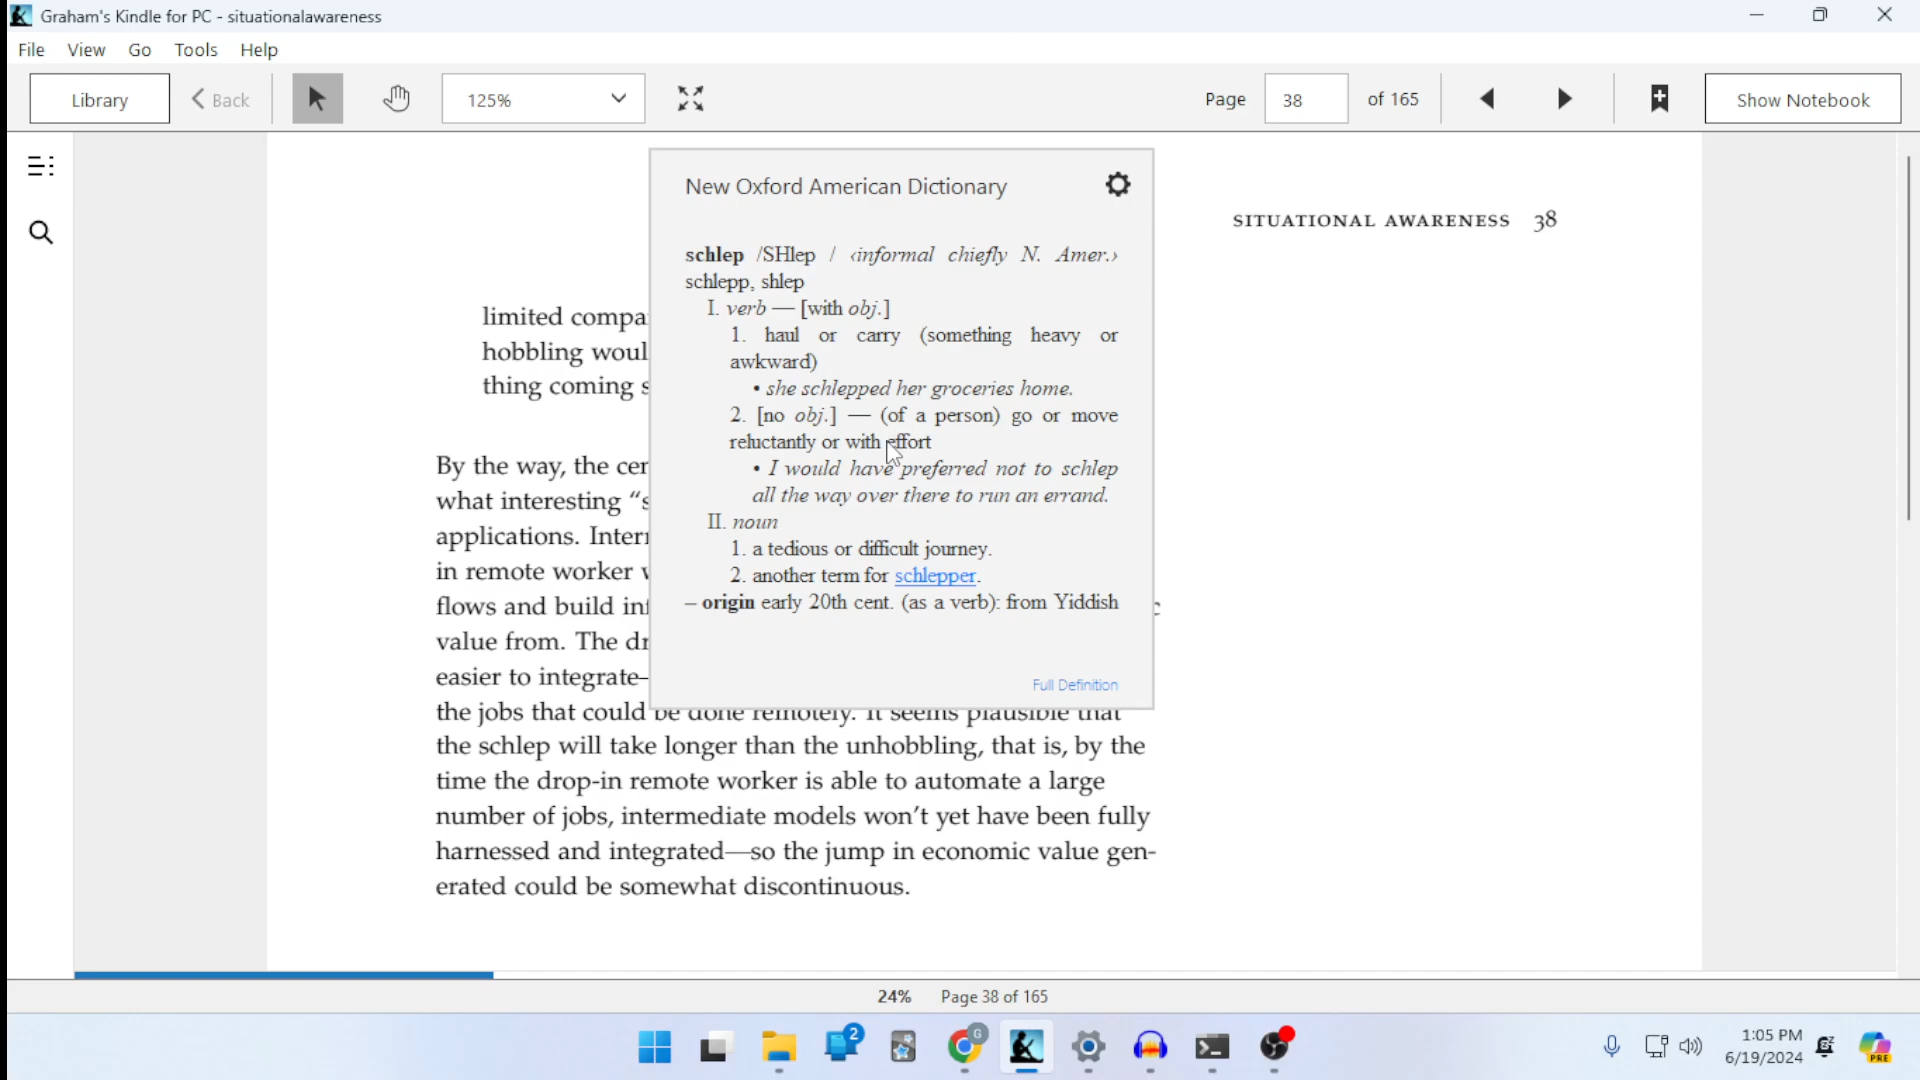 Graham's Kindle for PC - situationalawareness
File View Go Tools Help
Library Back 125% Page 38 of 165 Show Notebook
SITUATIONAL AWARENESS 38
New Oxford American Dictionary
schlep /SHlep / ‹informal chiefly N. Amer.›
schlepp, shlep
I. verb — [with obj.]
1. haul or carry (something heavy or
awkward)
• she schlepped her groceries home.
2. [no obj.] — (of a person) go or move
reluctantly or with effort
• I would have preferred not to schlep
all the way over there to run an errand.
II. noun
1. a tedious or difficult journey.
2. another term for schlepper.
– origin early 20th cent. (as a verb): from Yiddish
Full Definition
limited compa
hobbling woul
thing coming
By the way, the
what interesting
applications.
in remote worker
flows and build
value from. The
easier to integrate—
the jobs that could be done remotely. It seems plausible that
the schlep will take longer than the unhobbling, that is, by the
time the drop-in remote worker is able to automate a large
number of jobs, intermediate models won't yet have been fully
harnessed and integrated—so the jump in economic value gen-
erated could be somewhat discontinuous.
24% Page 38 of 165
2
G
1:05 PM
6/19/2024
PRE